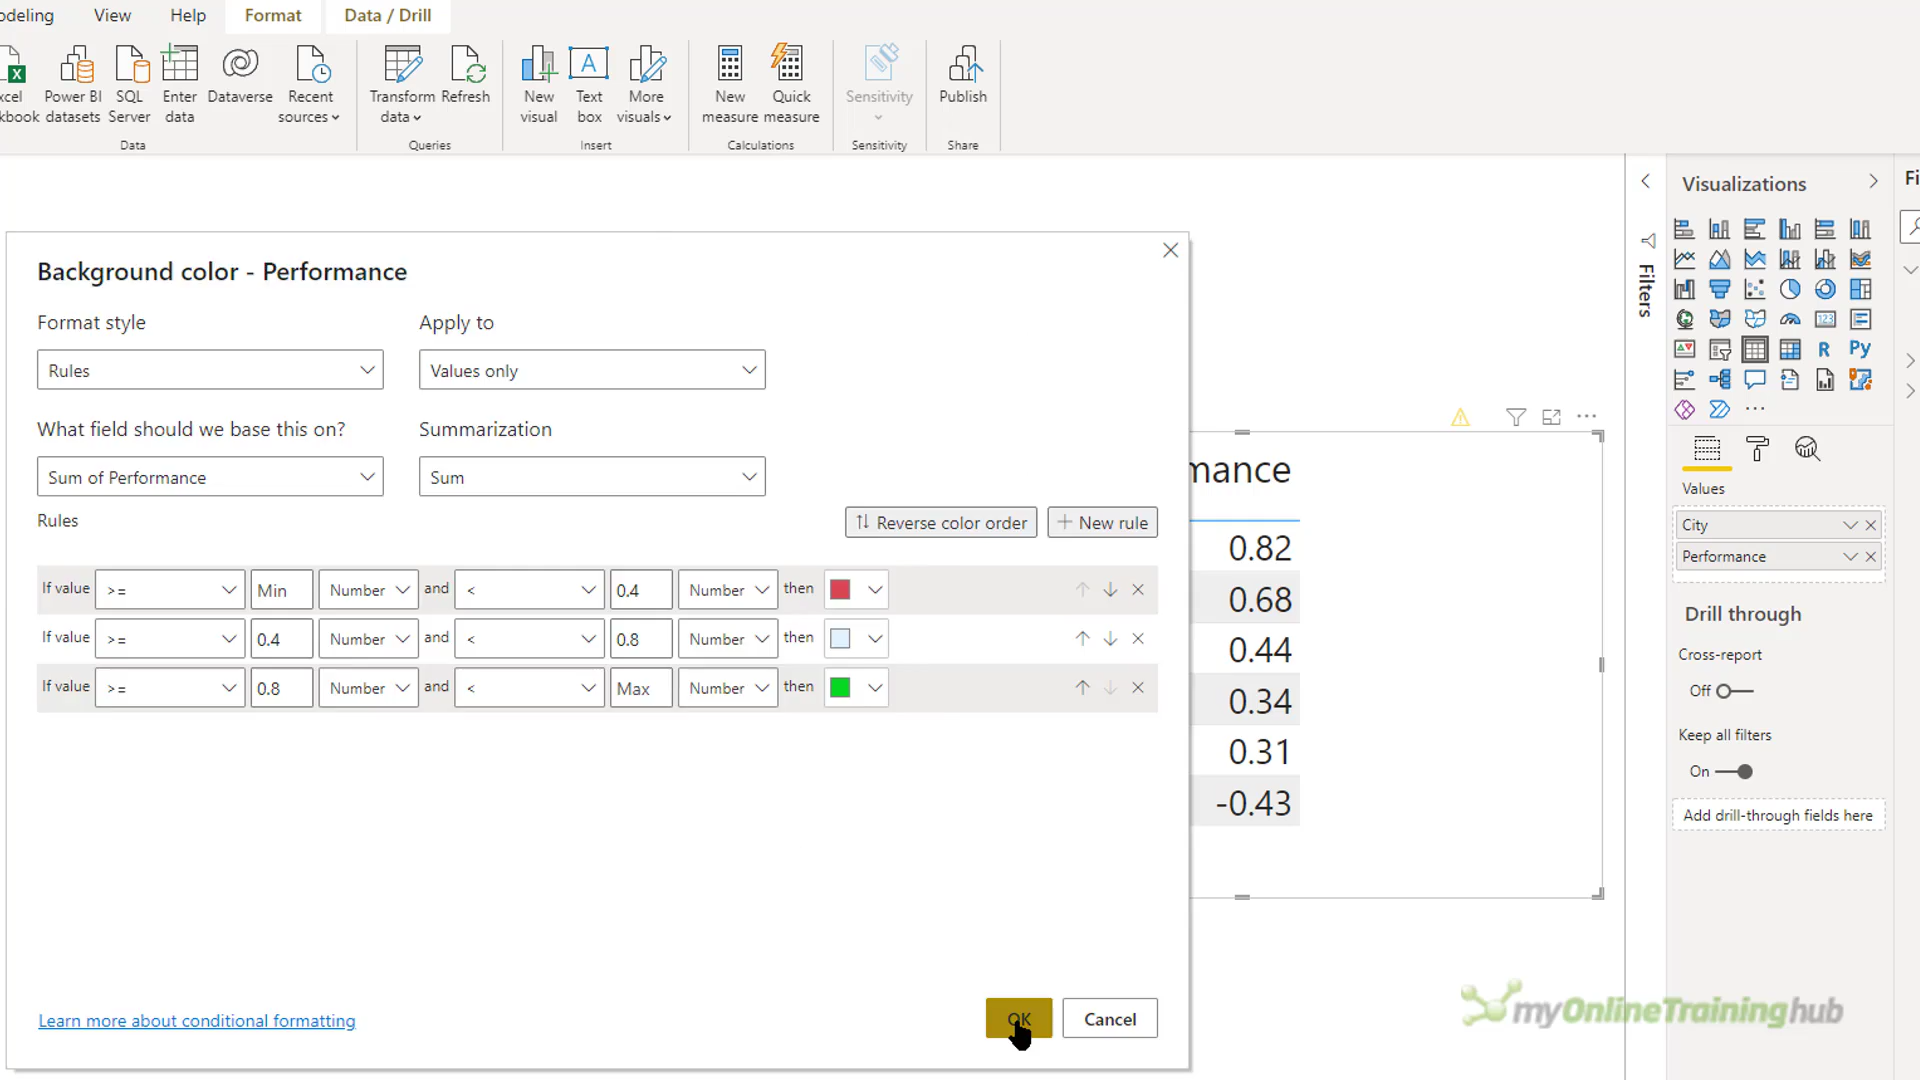 odeling View Help Format Data / Drill
xcel Power BI SQL Enter Dataverse Recent Transform Refresh New Text More New Quick Sensitivity Publish
kbook datasets Server data sources data visual box visuals measure measure
Data Queries Insert Calculations Sensitivity Share
Visualizations
Fi
Filters
Background color - Performance
Format style Apply to
Rules Values only
What field should we base this on? Summarization
Sum of Performance Sum
Rules Reverse color order New rule
If value >= Min Number and < 0.4 Number then
If value >= 0.4 Number and < 0.8 Number then
If value >= 0.8 Number and < Max Number then
Learn more about conditional formatting
OK Cancel
mance
0.82
0.68
0.44
0.34
0.31
-0.43
123
R Py
Values
City
Performance
Drill through
Cross-report
Off
Keep all filters
On
Add drill-through fields here
myOnlineTraininghub